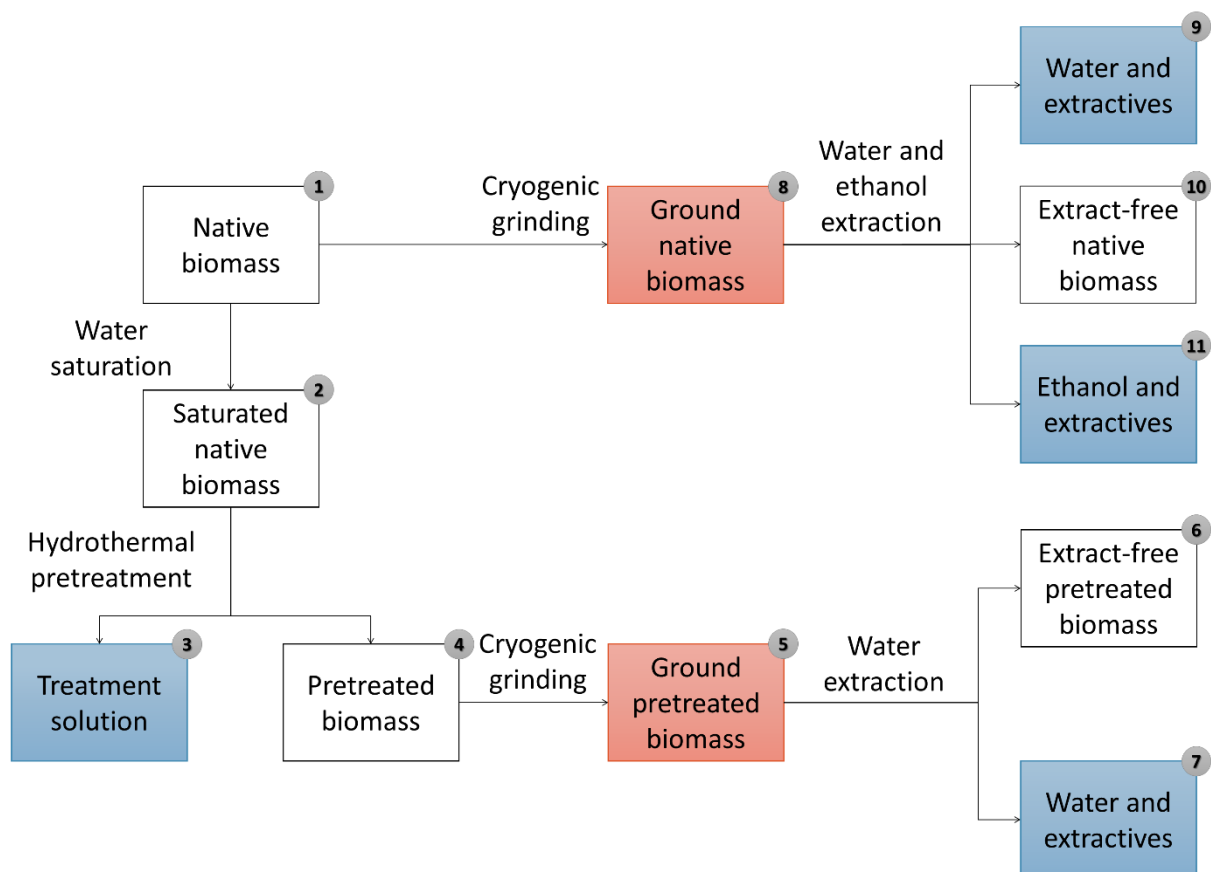 9
Water and
extractives
Water and
ethanol
extraction
1
Native
biomass
Cryogenic
grinding
8
Ground
native
biomass
10
Extract-free
native
biomass
Water
saturation
2
Saturated
native
biomass
11
Ethanol and
extractives
Hydrothermal
pretreatment
3
Treatment
solution
4
Pretreated
biomass
Cryogenic
grinding
5
Ground
pretreated
biomass
Water
extraction
6
Extract-free
pretreated
biomass
7
Water and
extractives